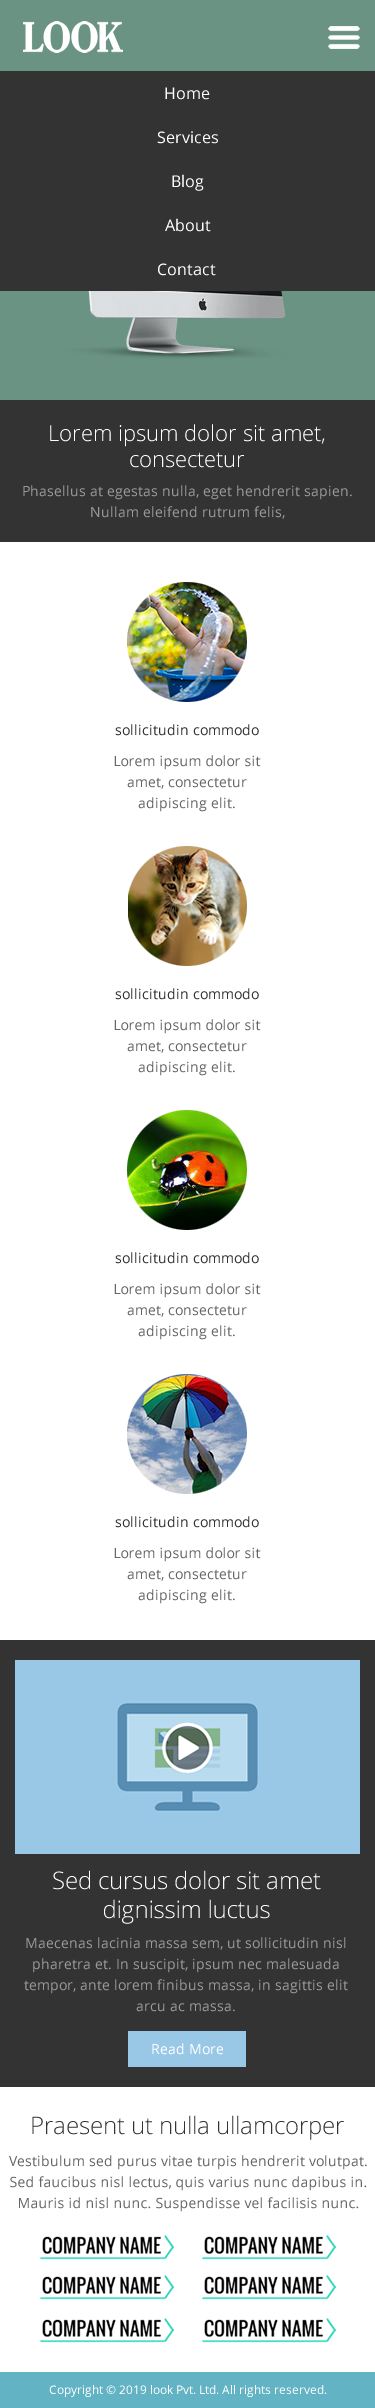 LOOK
Home
Services
Blog
About
Contact
Lorem ipsum dolor sit amet,
consectetur
Phasellus at egestas nulla, eget hendrerit sapien.
Nullam eleifend rutrum felis,
sollicitudin commodo
Lorem ipsum dolor sit
amet, consectetur
adipiscing elit.
sollicitudin commodo
Lorem ipsum dolor sit
amet, consectetur
adipiscing elit.
sollicitudin commodo
Lorem ipsum dolor sit
amet, consectetur
adipiscing elit.
sollicitudin commodo
Lorem ipsum dolor sit
amet, consectetur
adipiscing elit.
Sed cursus dolor sit amet
dignissim luctus
Maecenas lacinia massa sem, ut sollicitudin nisl
pharetra et. In suscipit, ipsum nec malesuada
tempor, ante lorem finibus massa, in sagittis elit
arcu ac massa.
Read More
Praesent ut nulla ullamcorper
Vestibulum sed purus vitae turpis hendrerit volutpat.
Sed faucibus nisl lectus, quis varius nunc dapibus in.
Mauris id nisl nunc. Suspendisse vel facilisis nunc.
COMPANY NAME COMPANY NAME
COMPANY NAME COMPANY NAME
COMPANY NAME COMPANY NAME
Copyright © 2019 look Pvt. Ltd. All rights reserved.